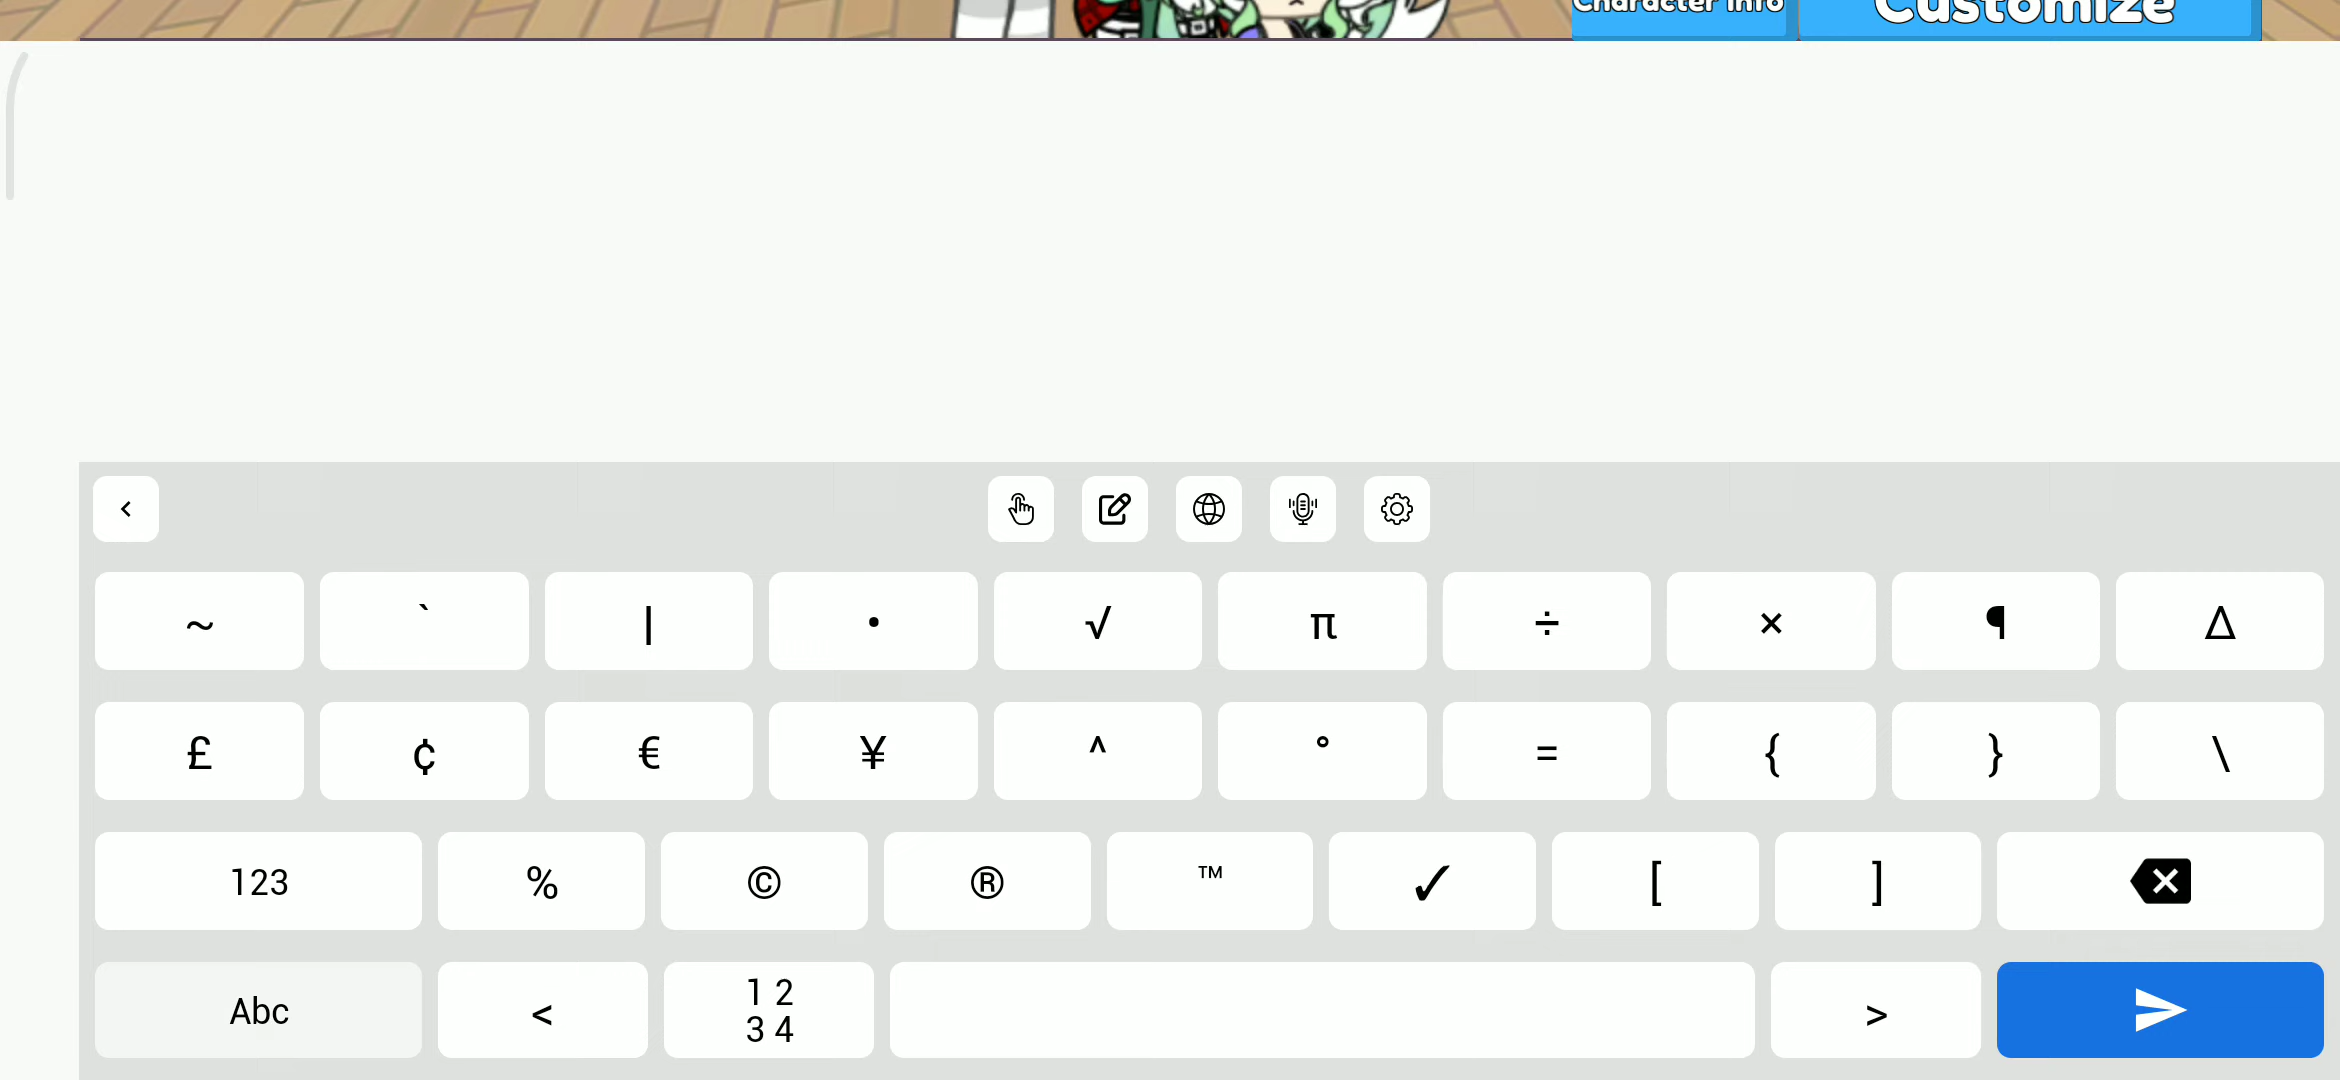 Character Info
Customize
~ ` | • √ π ÷ × ¶ Δ
£ ¢ € ¥ ^ ° = { } \
123 % © ® ™ ✓ [ ]
Abc < 1 2 >
3 4